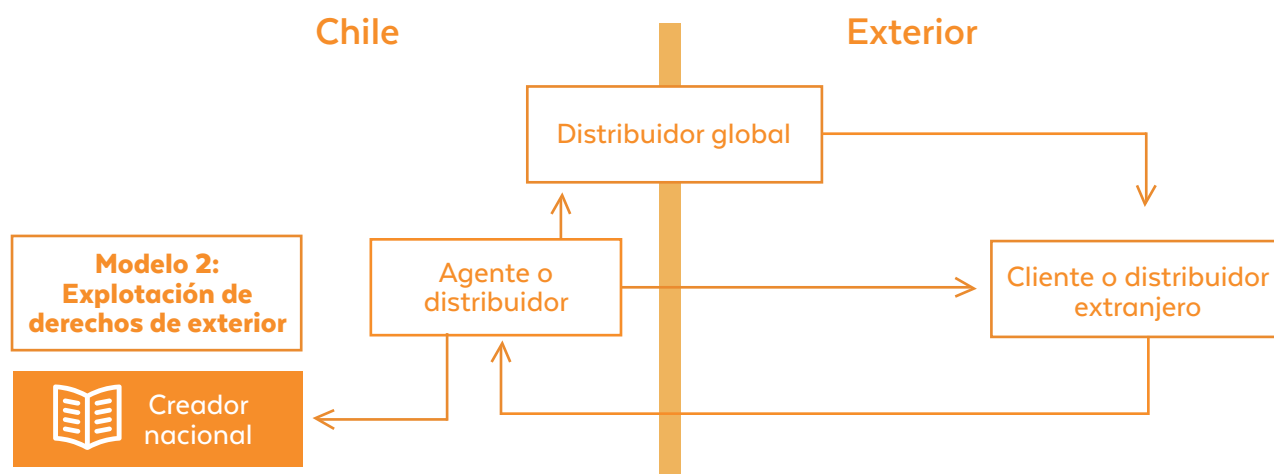 Chile
Exterior
Distribuidor global
Modelo 2:
Explotación de
derechos de exterior
Agente o
distribuidor
Cliente o distribuidor
extranjero
Creador
nacional